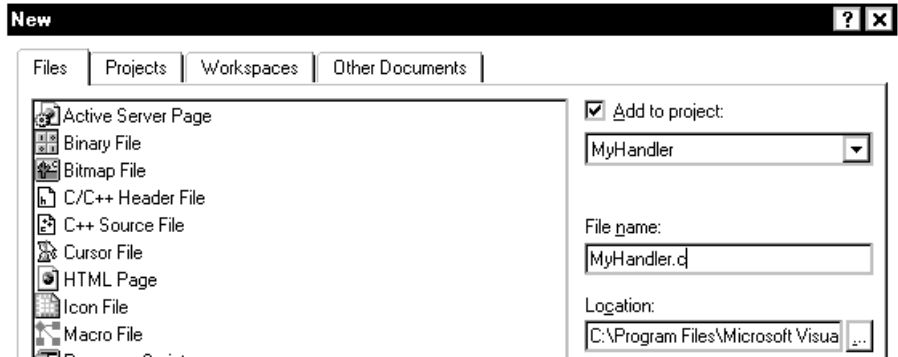 New
Files Projects Workspaces Other Documents
Active Server Page
Binary File
Bitmap File
C/C++ Header File
C++ Source File
Cursor File
HTML Page
Icon File
Macro File
Add to project:
MyHandler
File name:
MyHandler.c
Location:
C:\Program Files\Microsoft Visua ...